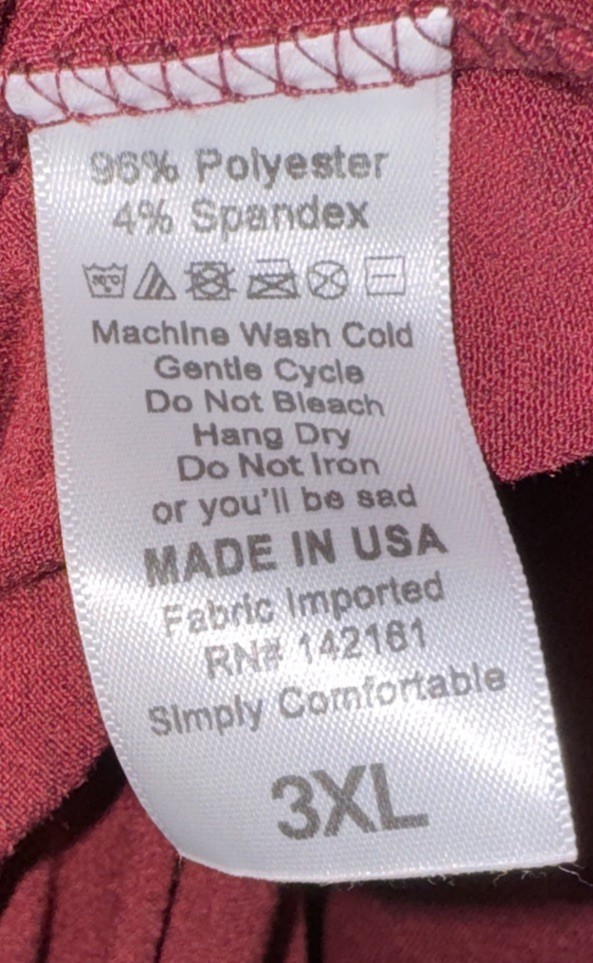 96% Polyester
4% Spandex
Machine Wash Cold
Gentle Cycle
Do Not Bleach
Hang Dry
Do Not Iron
or you'll be sad
MADE IN USA
Fabric Imported
RN# 142161
Simply Comfortable
3XL